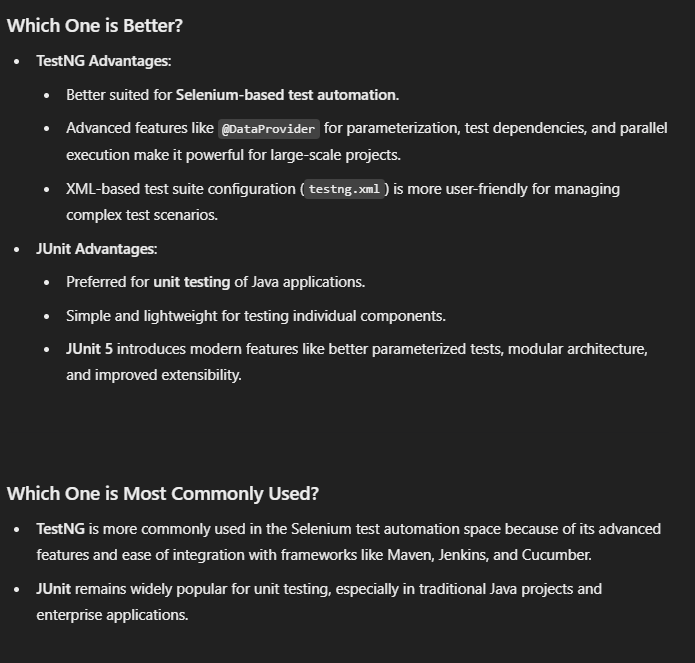 Which One is Better?
• TestNG Advantages:
• Better suited for Selenium-based test automation.
• Advanced features like @DataProvider for parameterization, test dependencies, and parallel
execution make it powerful for large-scale projects.
• XML-based test suite configuration ( testng.xml ) is more user-friendly for managing
complex test scenarios.
• JUnit Advantages:
• Preferred for unit testing of Java applications.
• Simple and lightweight for testing individual components.
• JUnit 5 introduces modern features like better parameterized tests, modular architecture,
and improved extensibility.
Which One is Most Commonly Used?
• TestNG is more commonly used in the Selenium test automation space because of its advanced
features and ease of integration with frameworks like Maven, Jenkins, and Cucumber.
• JUnit remains widely popular for unit testing, especially in traditional Java projects and
enterprise applications.